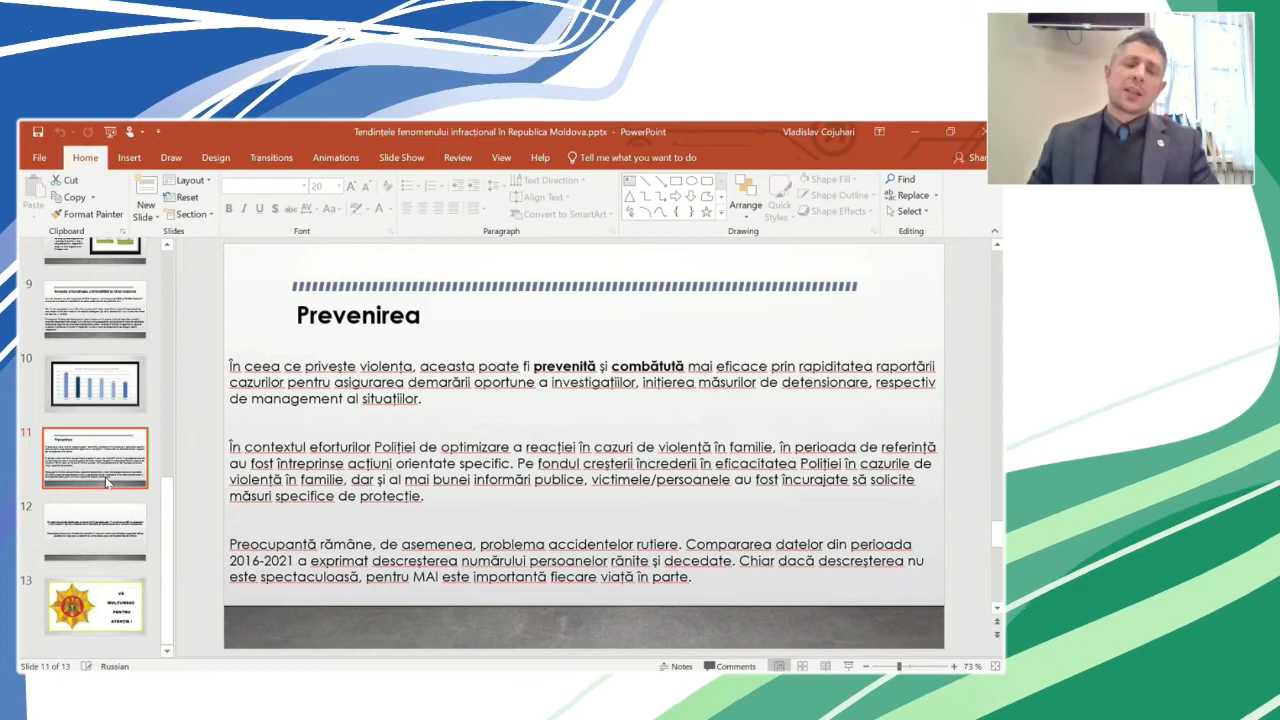 Tendințele fenomenului infracțional în Republica Moldova.pptx - PowerPoint
Vladislav Cojuhari
File Home Insert Draw Design Transitions Animations Slide Show Review View Help Tell me what you want to do
Paste
Cut
Copy
Format Painter
Clipboard
New Slide
Layout
Reset
Section
Slides
20
B I U S abc AV Aa A
Font
Text Direction
Align Text
Convert to SmartArt
Paragraph
Arrange
Quick Styles
Shape Fill
Shape Outline
Shape Effects
Drawing
Find
Replace
Select
Editing
9
10
11
Prevenirea
12
13
VĂ
MULȚUMESC
PENTRU
ATENȚIE !
Prevenirea
În ceea ce privește violența, aceasta poate fi prevenită și combătută mai eficace prin rapiditatea raportării
cazurilor pentru asigurarea demarării oportune a investigațiilor, inițierea măsurilor de detensionare, respectiv
de management al situațiilor.
În contextul eforturilor Poliției de optimizare a reacției în cazuri de violență în familie, în perioada de referință
au fost întreprinse acțiuni orientate specific. Pe fondul creșterii încrederii în eficacitatea Poliției în cazurile de
violență în familie, dar și al mai bunei informări publice, victimele/persoanele au fost încurajate să solicite
măsuri specifice de protecție.
Preocupantă rămâne, de asemenea, problema accidentelor rutiere. Compararea datelor din perioada
2016-2021 a exprimat descreșterea numărului persoanelor rănite și decedate. Chiar dacă descreșterea nu
este spectaculoasă, pentru MAI este importantă fiecare viață în parte.
Slide 11 of 13 Russian Notes Comments 73 %